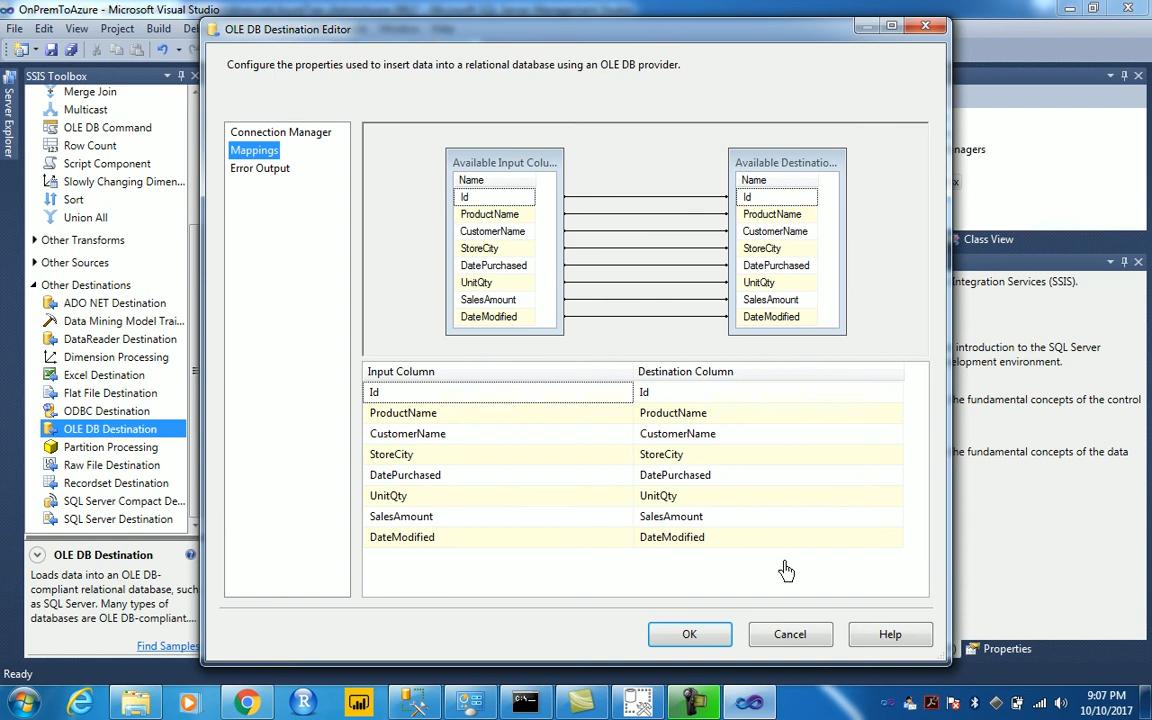 OnPremToAzure - Microsoft Visual Studio
File Edit View Project Build
OLE DB Destination Editor
Configure the properties used to insert data into a relational database using an OLE DB provider.
Server Explorer
SSIS Toolbox
Merge Join
Multicast
OLE DB Command
Row Count
Script Component
Slowly Changing Dimen...
Sort
Union All
Other Transforms
Other Sources
Other Destinations
ADO NET Destination
Data Mining Model Trai...
DataReader Destination
Dimension Processing
Excel Destination
Flat File Destination
ODBC Destination
OLE DB Destination
Partition Processing
Raw File Destination
Recordset Destination
SQL Server Compact De...
SQL Server Destination
OLE DB Destination
Loads data into an OLE DB-
compliant relational database, such
as SQL Server. Many types of
databases are OLE DB-compliant....
Find Samples
Connection Manager
Mappings
Error Output
Available Input Colu...
Name
Id
ProductName
CustomerName
StoreCity
DatePurchased
UnitQty
SalesAmount
DateModified
Available Destinatio...
Name
Id
ProductName
CustomerName
StoreCity
DatePurchased
UnitQty
SalesAmount
DateModified
Input Column Destination Column
Id Id
ProductName ProductName
CustomerName CustomerName
StoreCity StoreCity
DatePurchased DatePurchased
UnitQty UnitQty
SalesAmount SalesAmount
DateModified DateModified
OK Cancel Help
Class View
Integration Services (SSIS).
introduction to the SQL Server
he fundamental concepts of the control
he fundamental concepts of the data
Properties
Ready
9:07 PM
10/10/2017